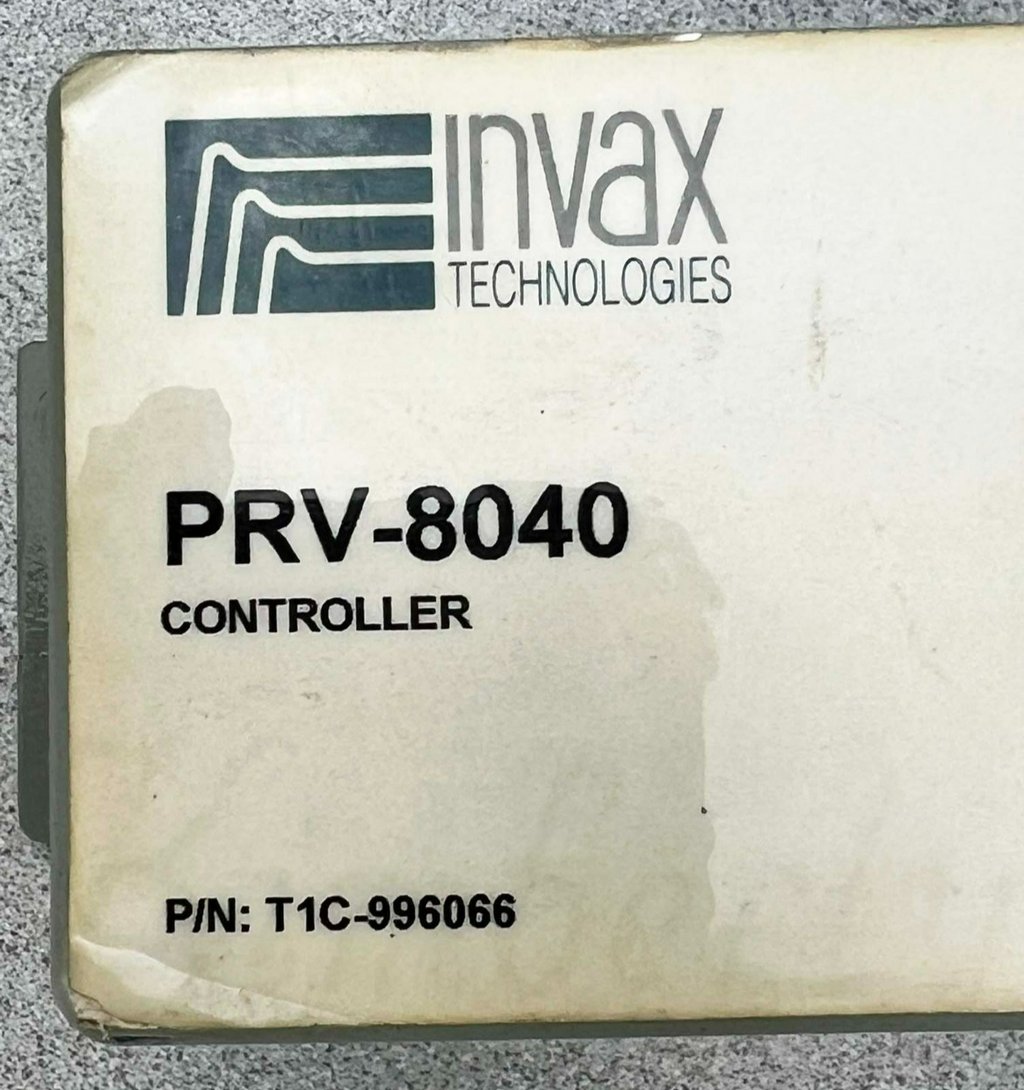 invax
TECHNOLOGIES
PRV-8040
CONTROLLER
P/N: T1C-996066